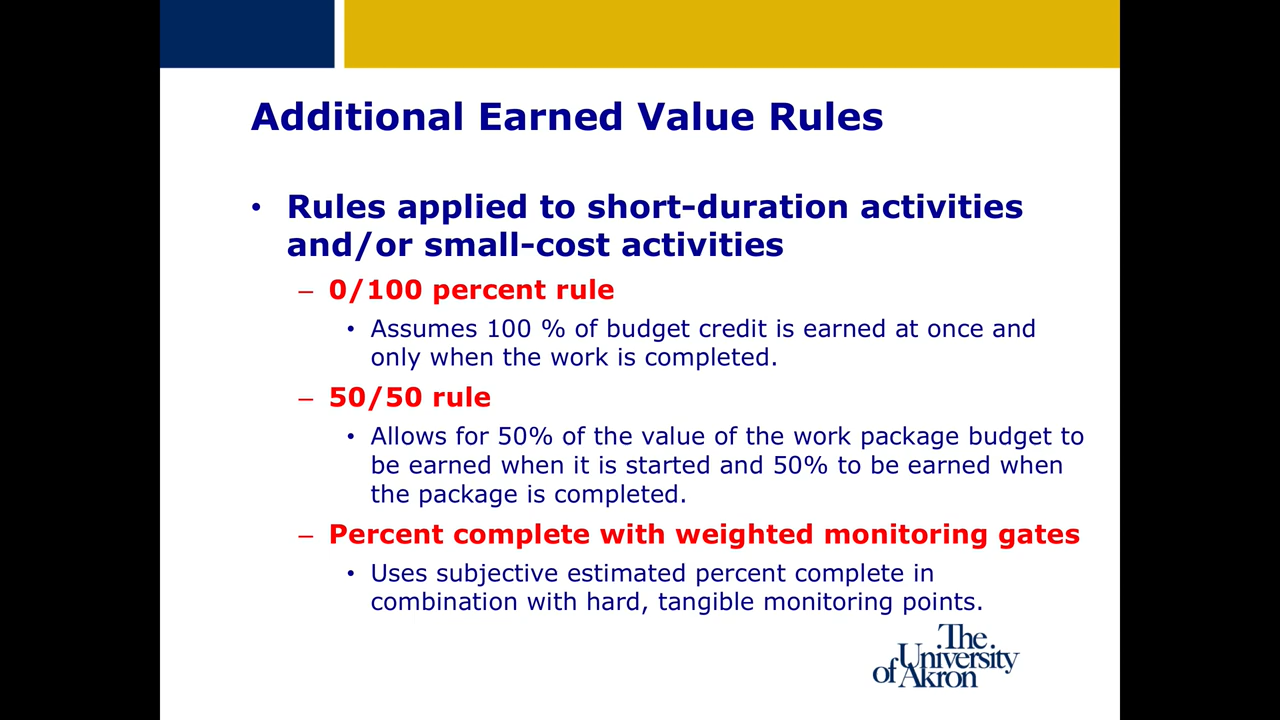 Additional Earned Value Rules
• Rules applied to short-duration activities
and/or small-cost activities
– 0/100 percent rule
• Assumes 100 % of budget credit is earned at once and
only when the work is completed.
– 50/50 rule
• Allows for 50% of the value of the work package budget to
be earned when it is started and 50% to be earned when
the package is completed.
– Percent complete with weighted monitoring gates
• Uses subjective estimated percent complete in
combination with hard, tangible monitoring points.
The
University
of Akron